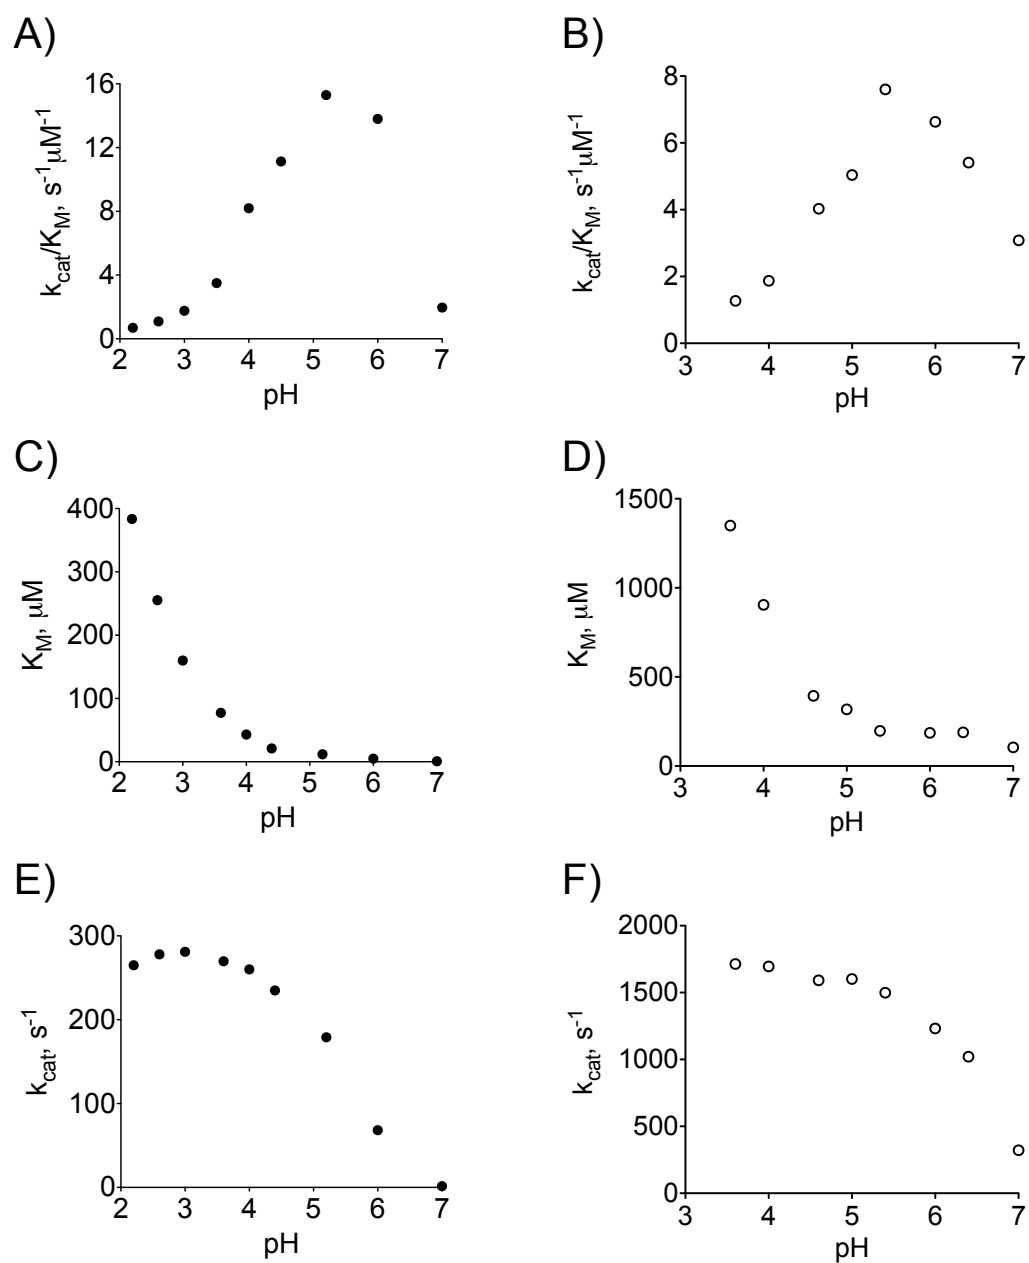 A)
16
12
8
4
0
k_cat/K_M, s⁻¹μM⁻¹
2 3 4 5 6 7
pH
B)
8
6
4
2
0
k_cat/K_M, s⁻¹μM⁻¹
3 4 5 6 7
pH
C)
400
300
200
100
0
K_M, μM
2 3 4 5 6 7
pH
D)
1500
1000
500
0
K_M, μM
3 4 5 6 7
pH
E)
300
200
100
0
k_cat, s⁻¹
2 3 4 5 6 7
pH
F)
2000
1500
1000
500
0
k_cat, s⁻¹
3 4 5 6 7
pH